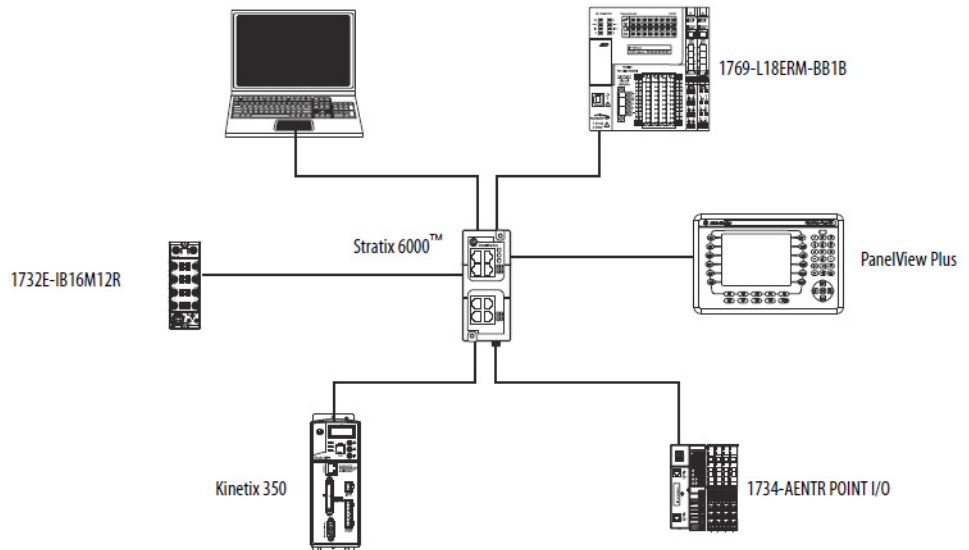 1769-L18ERM-BB1B
Stratix 6000™
1732E-IB16M12R
PanelView Plus
Kinetix 350
1734-AENTR POINT I/O